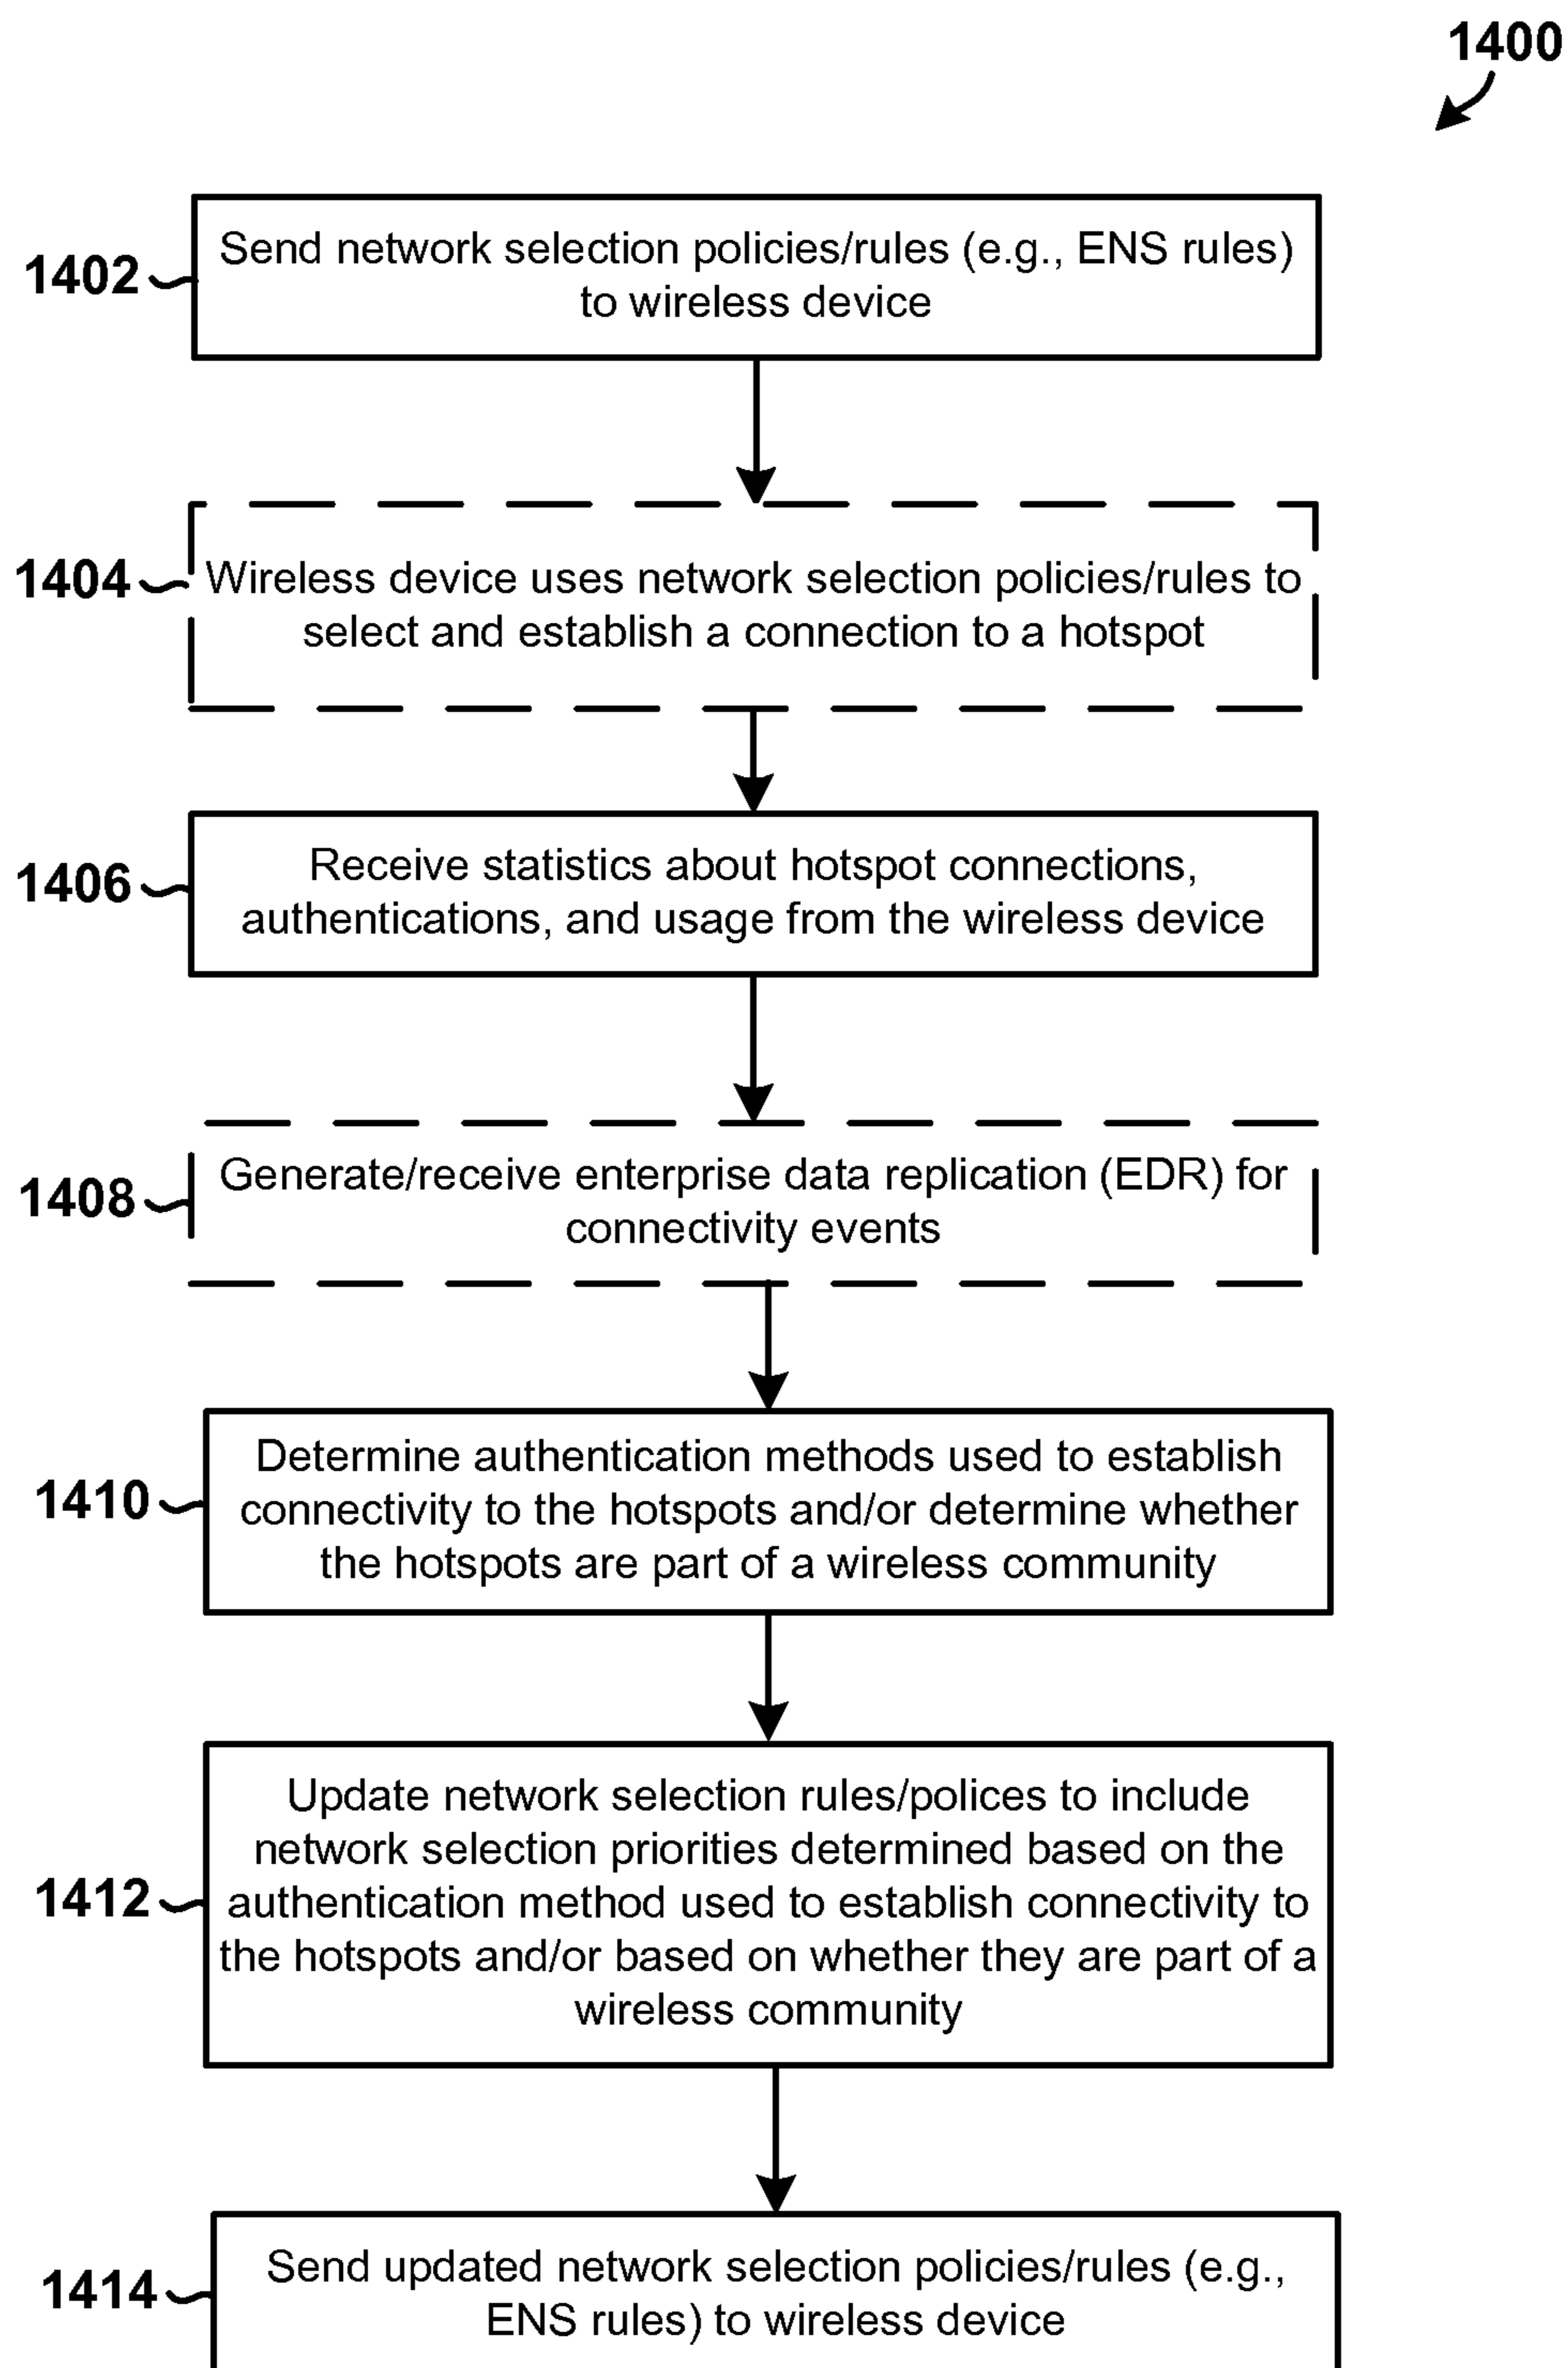 1400
1402
Send network selection policies/rules (e.g., ENS rules)
to wireless device
1404
Wireless device uses network selection policies/rules to
select and establish a connection to a hotspot
1406
Receive statistics about hotspot connections,
authentications, and usage from the wireless device
1408
Generate/receive enterprise data replication (EDR) for
connectivity events
1410
Determine authentication methods used to establish
connectivity to the hotspots and/or determine whether
the hotspots are part of a wireless community
1412
Update network selection rules/polices to include
network selection priorities determined based on the
authentication method used to establish connectivity to
the hotspots and/or based on whether they are part of a
wireless community
1414
Send updated network selection policies/rules (e.g.,
ENS rules) to wireless device